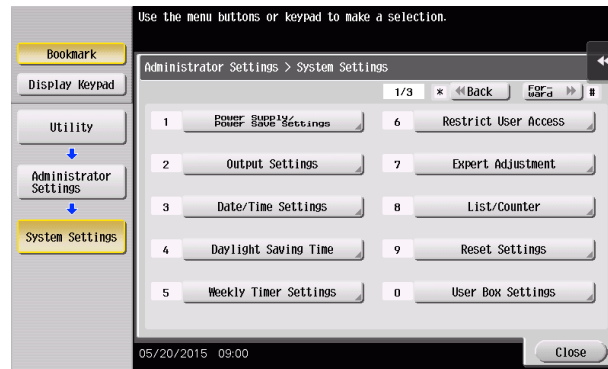 Use the menu buttons or keypad to make a selection.
Bookmark
Display Keypad
Utility
Administrator
Settings
System Settings
Administrator Settings > System Settings
1/3 * Back For-
ward #
1 Power Supply/
Power Save Settings
2 Output Settings
3 Date/Time Settings
4 Daylight Saving Time
5 Weekly Timer Settings
6 Restrict User Access
7 Expert Adjustment
8 List/Counter
9 Reset Settings
0 User Box Settings
05/20/2015 09:00
Close